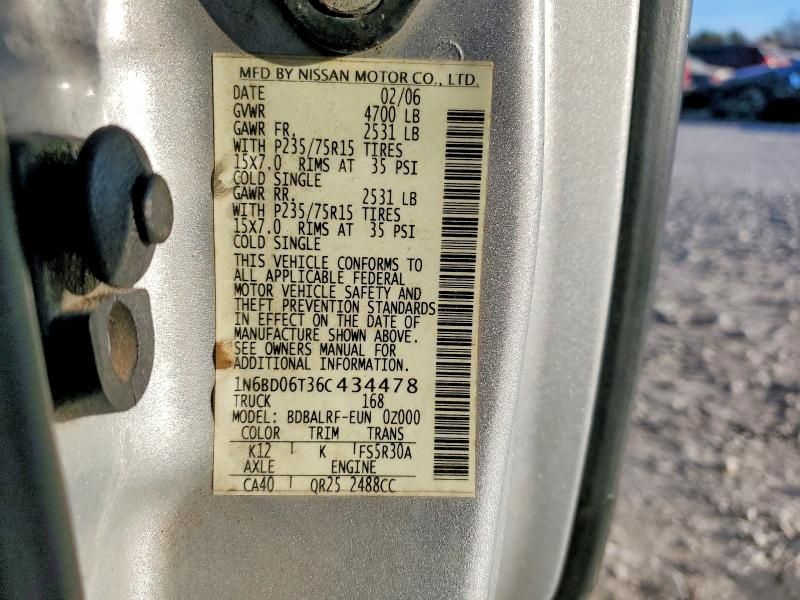 MFD BY NISSAN MOTOR CO., LTD.
DATE 02/06
GVWR 4700 LB
GAWR FR. 2531 LB
WITH P235/75R15 TIRES
15X7.0 RIMS AT 35 PSI
COLD SINGLE
GAWR RR. 2531 LB
WITH P235/75R15 TIRES
15X7.0 RIMS AT 35 PSI
COLD SINGLE
THIS VEHICLE CONFORMS TO
ALL APPLICABLE FEDERAL
MOTOR VEHICLE SAFETY AND
THEFT PREVENTION STANDARDS
IN EFFECT ON THE DATE OF
MANUFACTURE SHOWN ABOVE.
SEE OWNERS MANUAL FOR
ADDITIONAL INFORMATION.
1N6BD06T36C434478
TRUCK 168
MODEL: BDBALRF-EUN 0Z000
COLOR TRIM TRANS
K12 K FS5R30A
AXLE ENGINE
CA40 QR25 2488CC